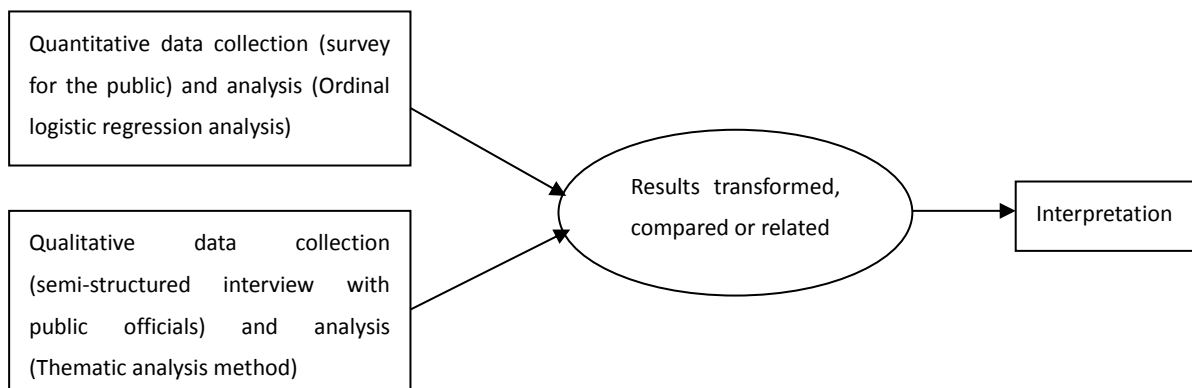 Quantitative data collection (survey
for the public) and analysis (Ordinal
logistic regression analysis)
Qualitative data collection
(semi-structured interview with
public officials) and analysis
(Thematic analysis method)
Results transformed,
compared or related
Interpretation